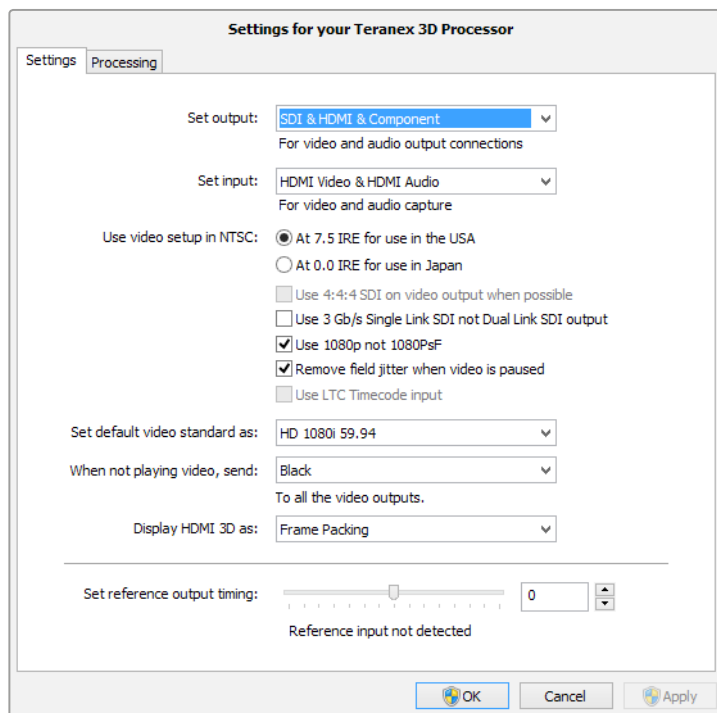 Settings for your Teranex 3D Processor
Settings Processing
Set output: SDI & HDMI & Component
For video and audio output connections
Set input: HDMI Video & HDMI Audio
For video and audio capture
Use video setup in NTSC: At 7.5 IRE for use in the USA
At 0.0 IRE for use in Japan
Use 4:4:4 SDI on video output when possible
Use 3 Gb/s Single Link SDI not Dual Link SDI output
Use 1080p not 1080PsF
Remove field jitter when video is paused
Use LTC Timecode input
Set default video standard as: HD 1080i 59.94
When not playing video, send: Black
To all the video outputs.
Display HDMI 3D as: Frame Packing
Set reference output timing: 0
Reference input not detected
OK Cancel Apply